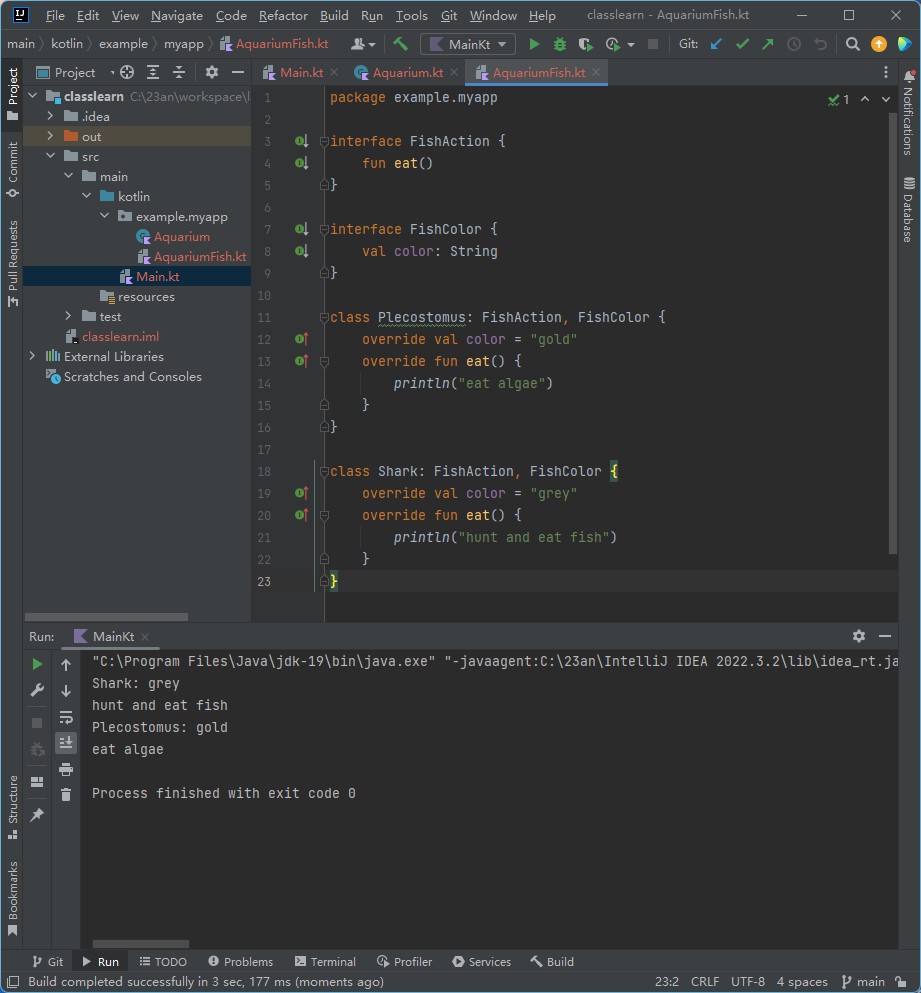 IJ File Edit View Navigate Code Refactor Build Run Tools Git Window Help classlearn - AquariumFish.kt
main kotlin example myapp AquariumFish.kt MainKt Git:
Project
Main.kt Aquarium.kt AquariumFish.kt
Project
Commit
Pull Requests
classlearn C:\23an\workspace\
.idea
out
src
main
kotlin
example.myapp
Aquarium
AquariumFish.kt
Main.kt
resources
test
classlearn.iml
External Libraries
Scratches and Consoles
1 package example.myapp
2
3 interface FishAction {
4 fun eat()
5 }
6
7 interface FishColor {
8 val color: String
9 }
10
11 class Plecostomus: FishAction, FishColor {
12 override val color = "gold"
13 override fun eat() {
14 println("eat algae")
15 }
16 }
17
18 class Shark: FishAction, FishColor {
19 override val color = "grey"
20 override fun eat() {
21 println("hunt and eat fish")
22 }
23 }
1
Notifications
Database
Run: MainKt
"C:\Program Files\Java\jdk-19\bin\java.exe" "-javaagent:C:\23an\IntelliJ IDEA 2022.3.2\lib\idea_rt.ja
Shark: grey
hunt and eat fish
Plecostomus: gold
eat algae
Process finished with exit code 0
Structure
Bookmarks
Git Run TODO Problems Terminal Profiler Services Build
Build completed successfully in 3 sec, 177 ms (moments ago) 23:2 CRLF UTF-8 4 spaces main